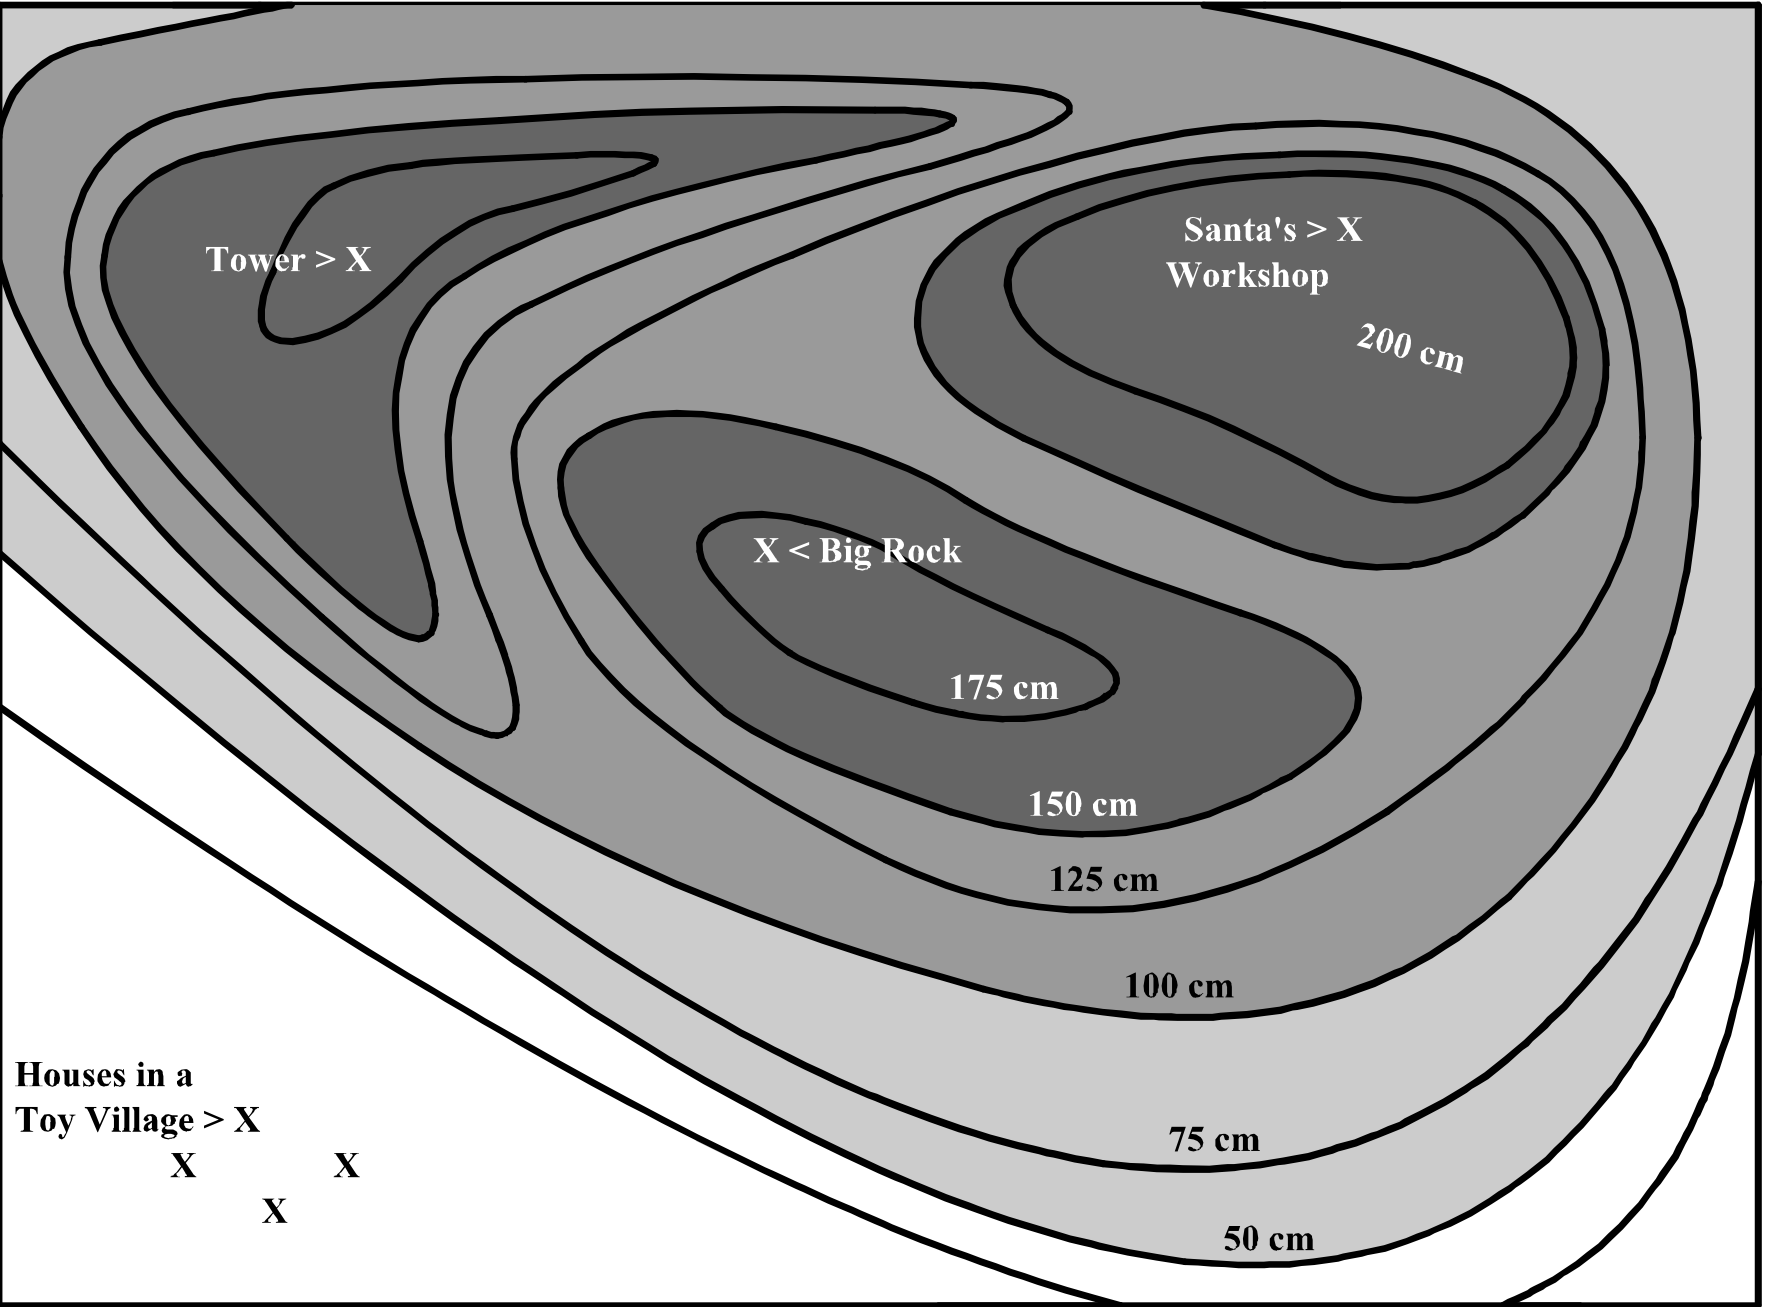 Tower > X
Santa's > X
Workshop
200 cm
X < Big Rock
175 cm
150 cm
125 cm
100 cm
75 cm
50 cm
Houses in a
Toy Village > X
X X
X